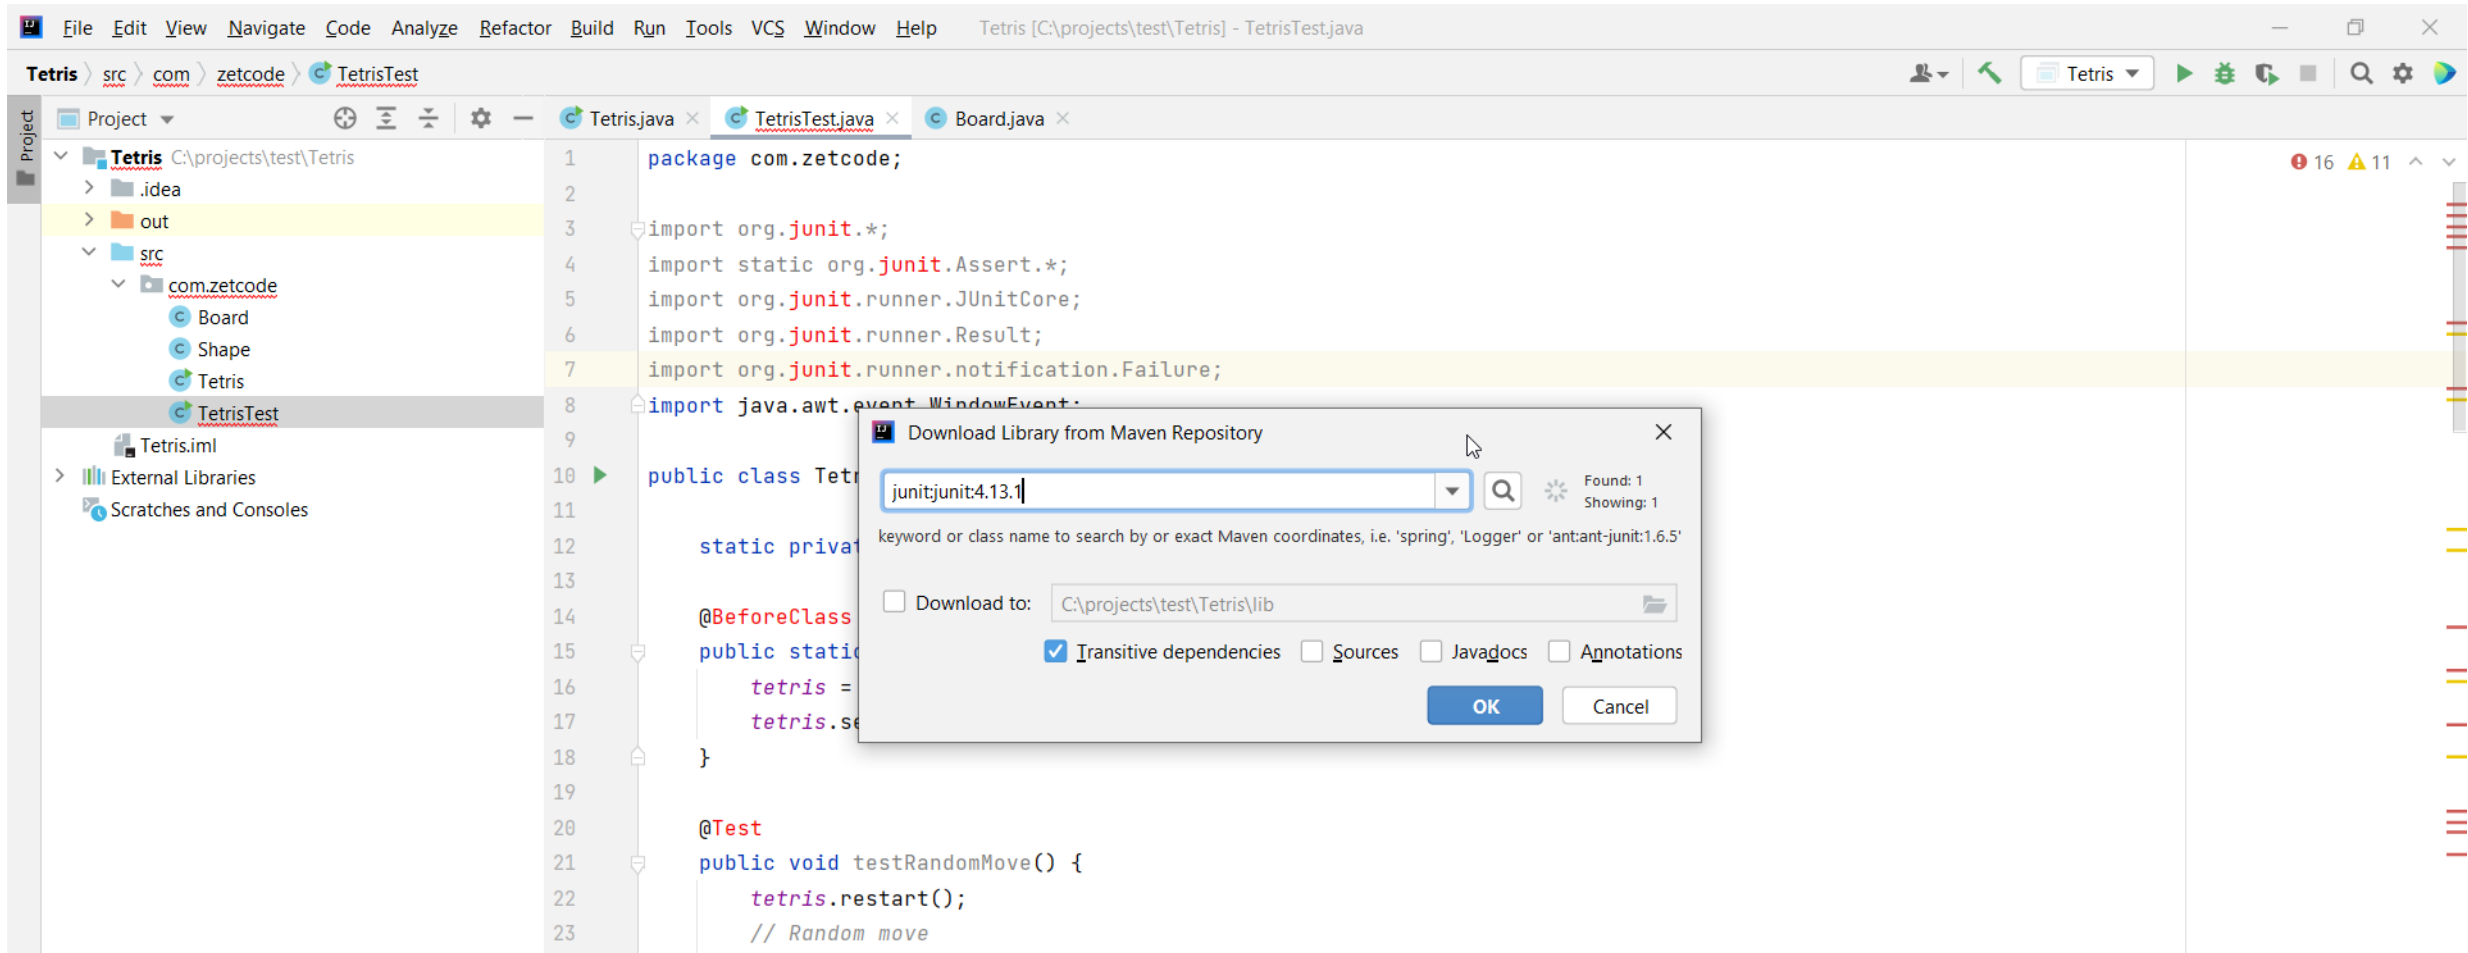 File Edit View Navigate Code Analyze Refactor Build Run Tools VCS Window Help Tetris [C:\projects\test\Tetris] - TetrisTest.java
Tetris src com zetcode TetrisTest
Tetris
Project
Project
Tetris.java TetrisTest.java Board.java
Tetris C:\projects\test\Tetris
.idea
out
src
com.zetcode
Board
Shape
Tetris
TetrisTest
Tetris.iml
External Libraries
Scratches and Consoles
16 11
1 package com.zetcode;
2
3 import org.junit.*;
4 import static org.junit.Assert.*;
5 import org.junit.runner.JUnitCore;
6 import org.junit.runner.Result;
7 import org.junit.runner.notification.Failure;
8 import java.awt.event.WindowEvent;
9
10 public class Tetr
11
12 static privat
13
14 @BeforeClass
15 public static
16 tetris =
17 tetris.se
18 }
19
20 @Test
21 public void testRandomMove() {
22 tetris.restart();
23 // Random move
Download Library from Maven Repository
junit:junit:4.13.1
Found: 1
Showing: 1
keyword or class name to search by or exact Maven coordinates, i.e. 'spring', 'Logger' or 'ant:ant-junit:1.6.5'
Download to: C:\projects\test\Tetris\lib
Transitive dependencies Sources Javadocs Annotations
OK Cancel